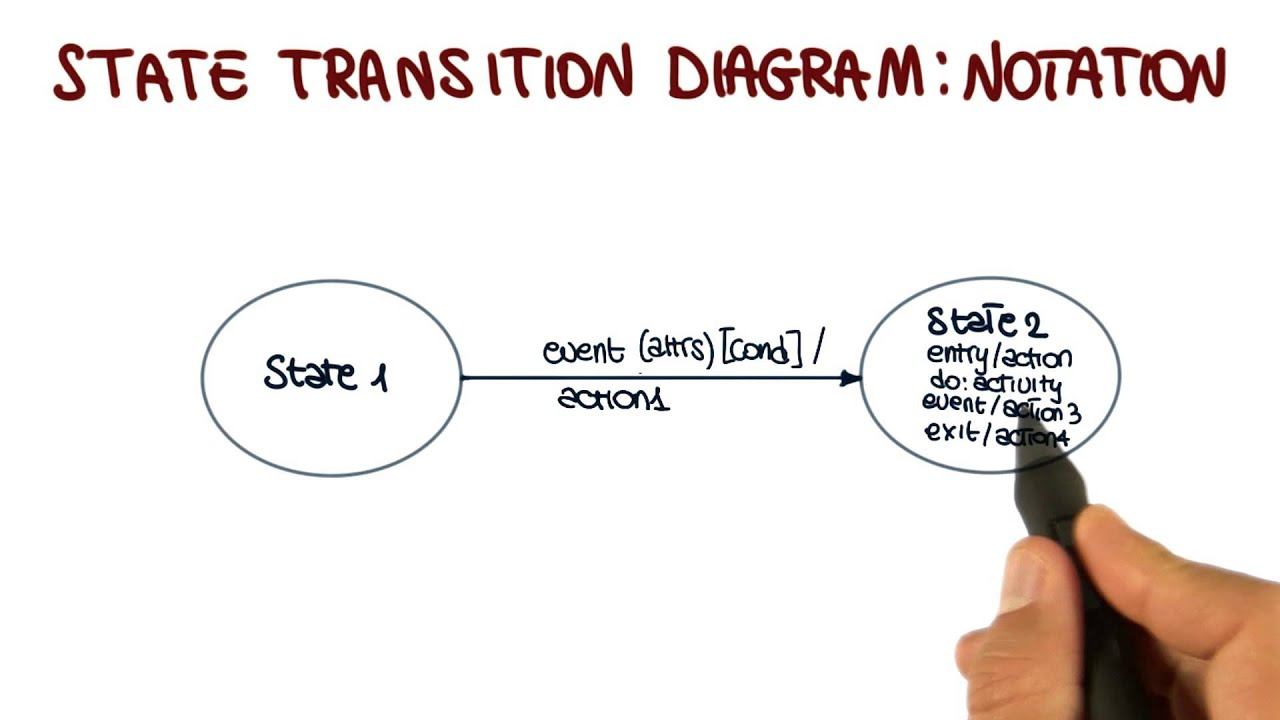 STATE TRANSITION DIAGRAM: NOTATION
State 1
event (attrs) [cond] /
action1
State 2
entry/action
do: activity
event/action3
exit/action4